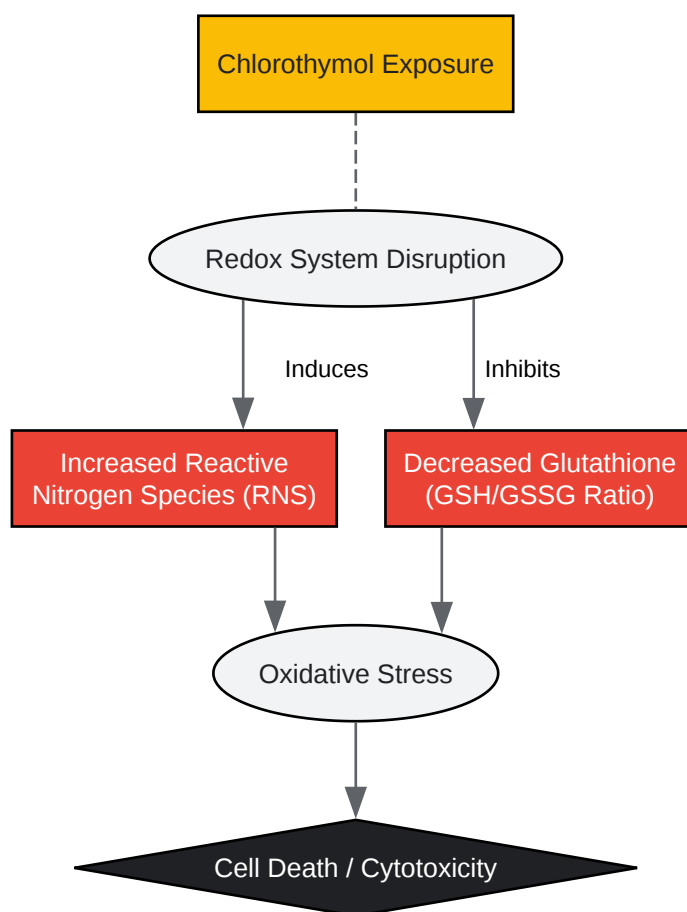 Chlorothymol Exposure
Redox System Disruption
Induces
Inhibits
Increased Reactive
Nitrogen Species (RNS)
Decreased Glutathione
(GSH/GSSG Ratio)
Oxidative Stress
Cell Death / Cytotoxicity